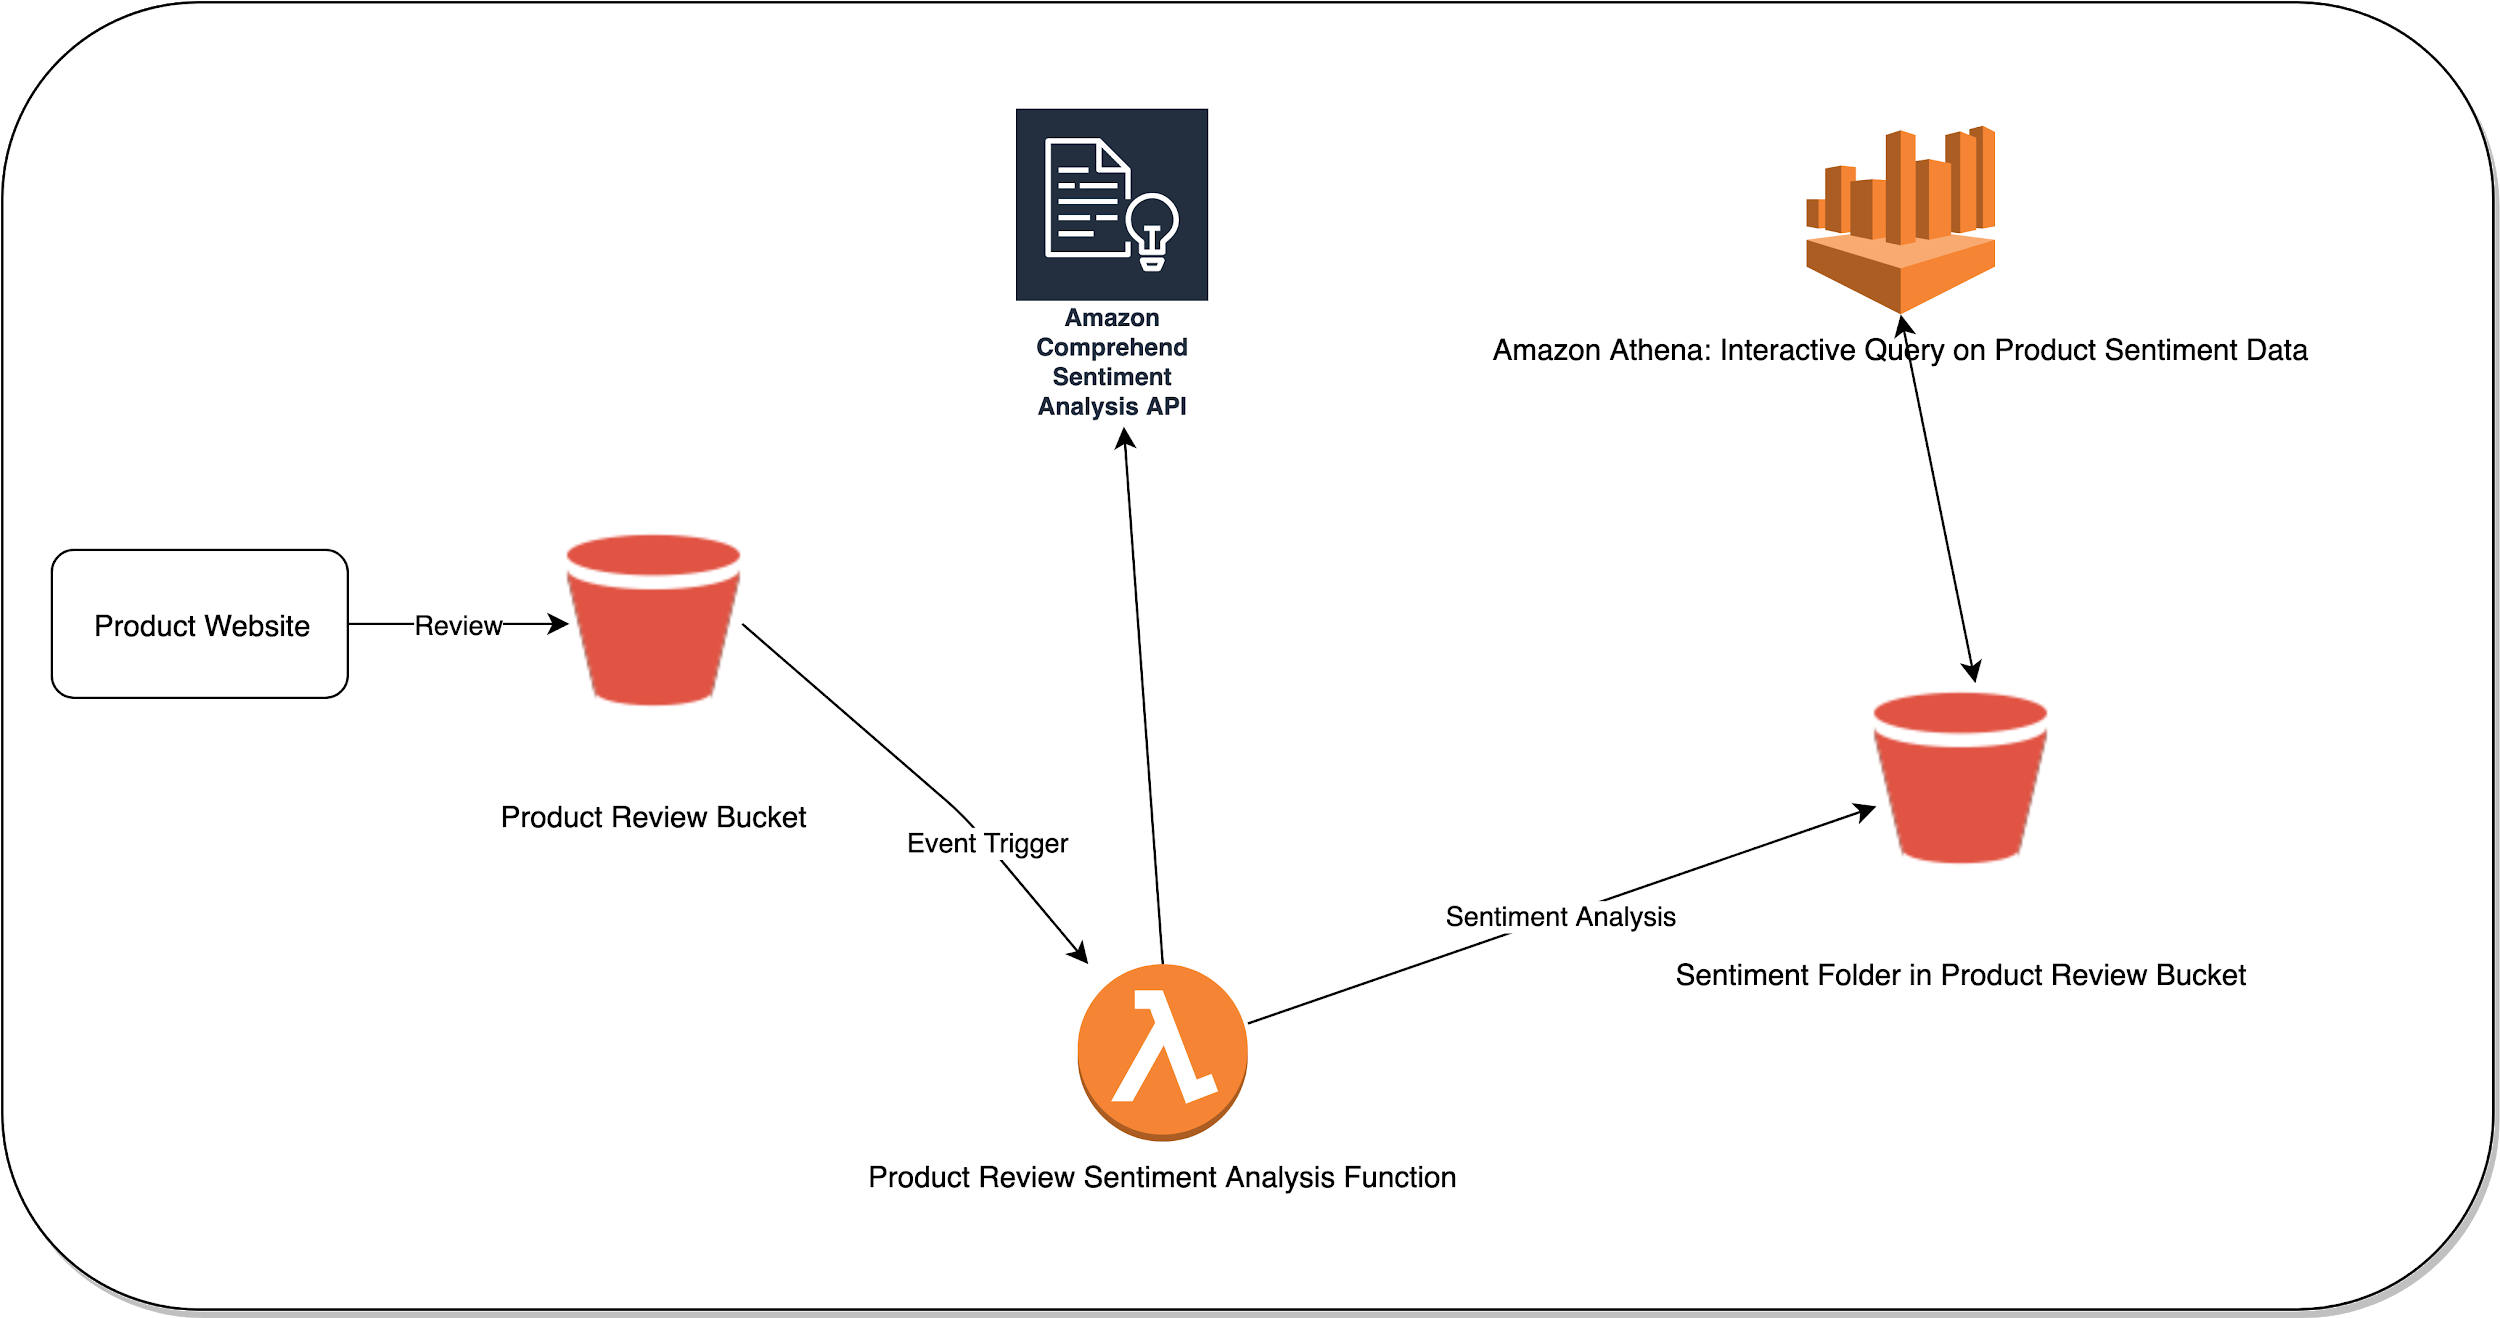 Amazon
Comprehend
Sentiment
Analysis API
Amazon Athena: Interactive Query on Product Sentiment Data
Product Website
Review
Product Review Bucket
Event Trigger
Sentiment Analysis
Sentiment Folder in Product Review Bucket
Product Review Sentiment Analysis Function